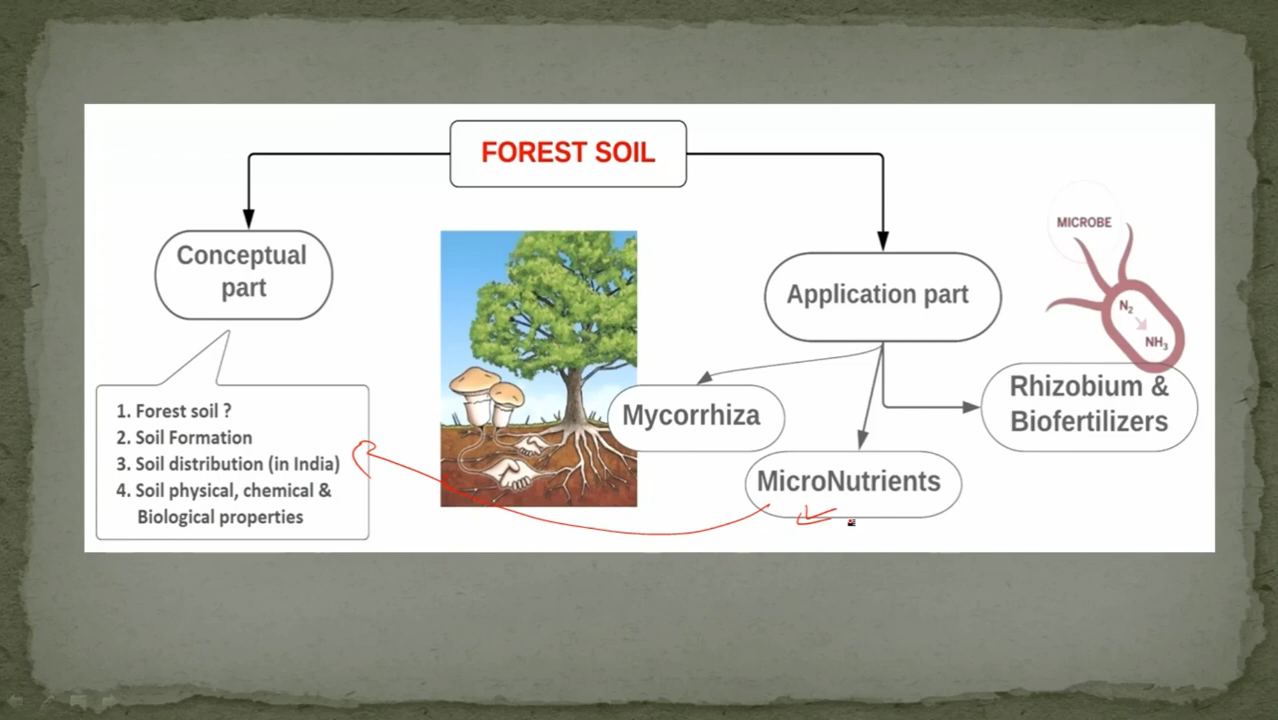 FOREST SOIL
Conceptual
part
1. Forest soil ?
2. Soil Formation
3. Soil distribution (in India)
4. Soil physical, chemical &
Biological properties
Application part
Mycorrhiza
MicroNutrients
Rhizobium &
Biofertilizers
MICROBE
N₂
NH₃